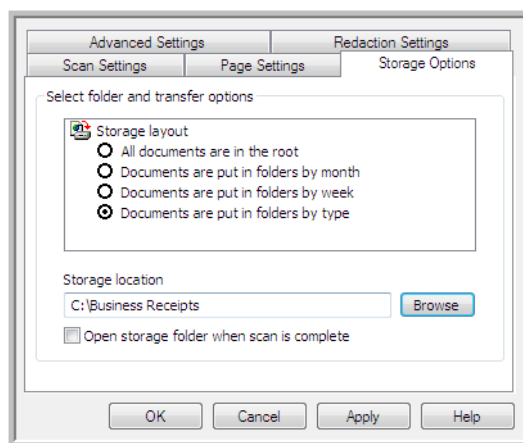 Advanced Settings
Redaction Settings
Scan Settings
Page Settings
Storage Options
Select folder and transfer options
Storage layout
All documents are in the root
Documents are put in folders by month
Documents are put in folders by week
Documents are put in folders by type
Storage location
C:\Business Receipts
Browse
Open storage folder when scan is complete
OK
Cancel
Apply
Help